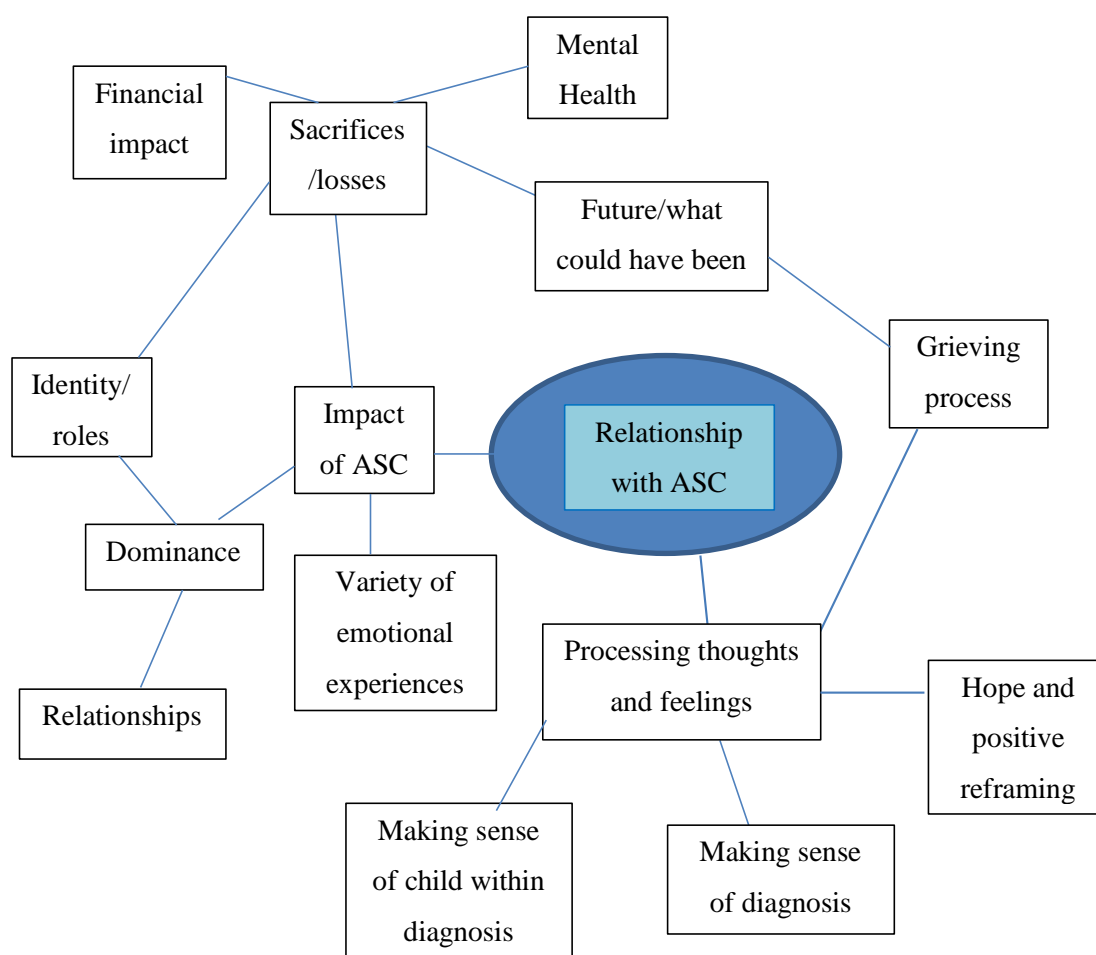 Mental
Health
Financial
impact
Sacrifices
/losses
Future/what
could have been
Grieving
process
Identity/
roles
Impact
of ASC
Relationship
with ASC
Dominance
Variety of
emotional
experiences
Relationships
Processing thoughts
and feelings
Hope and
positive
reframing
Making sense
of child within
diagnosis
Making sense
of diagnosis